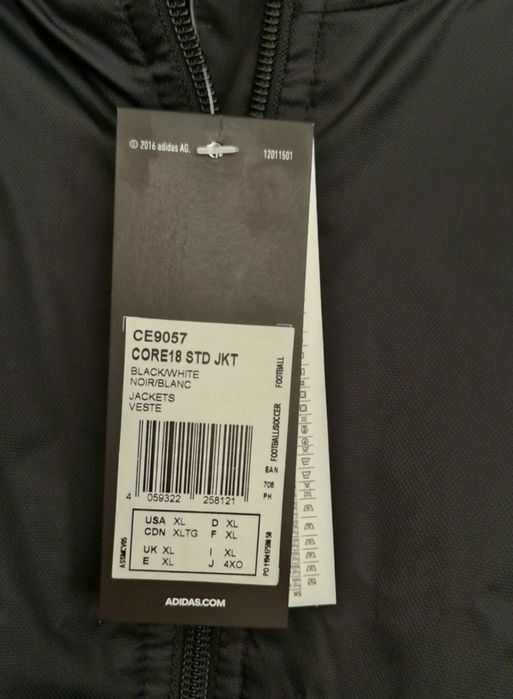 © 2016 adidas AG.
12011501
CE9057
CORE18 STD JKT
BLACK/WHITE
NOIR/BLANC
JACKETS
VESTE
FOOTBALL/SOCCER FOOTBALL
EAN
708
PH
4 059322 258121
USA XL D XL
CDN XLTG F XL
UK XL I XL
E XL J 4XO
ADIDAS.COM